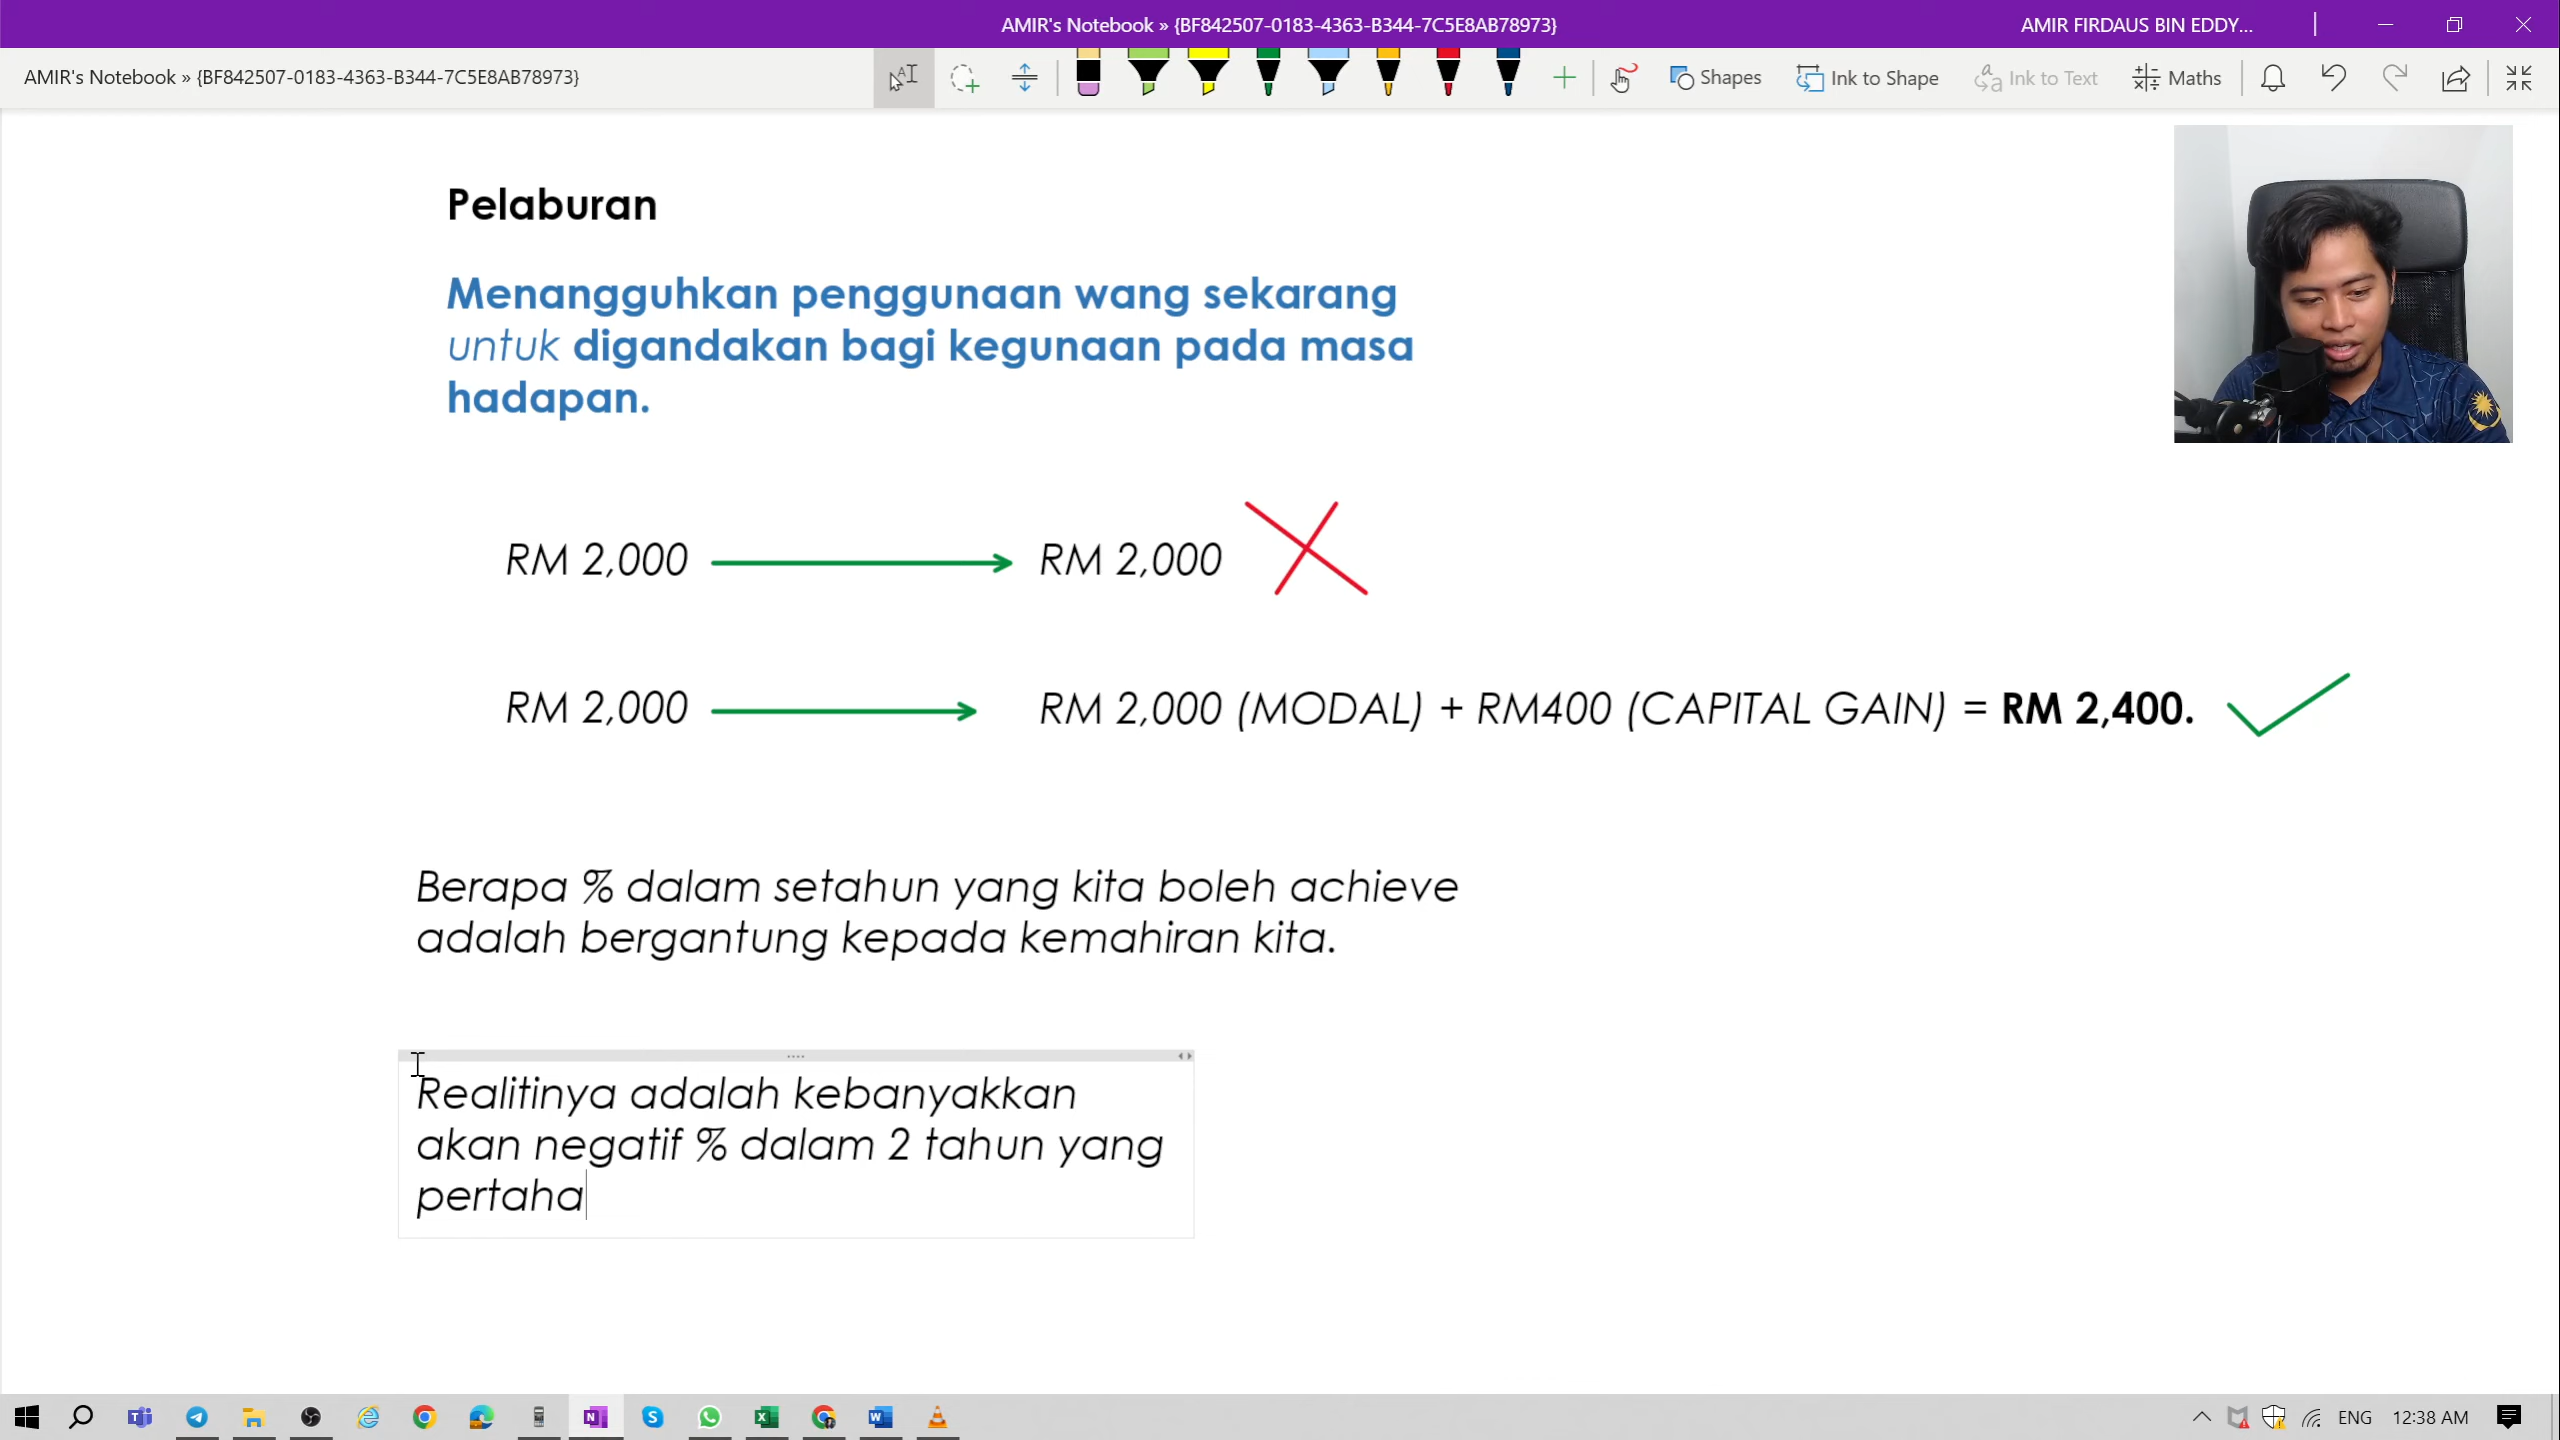 AMIR's Notebook » {BF842507-0183-4363-B344-7C5E8AB78973}
AMIR FIRDAUS BIN EDDY...
AMIR's Notebook » {BF842507-0183-4363-B344-7C5E8AB78973}
Shapes
Ink to Shape
Ink to Text
Maths
Pelaburan
Menangguhkan penggunaan wang sekarang
untuk digandakan bagi kegunaan pada masa
hadapan.
RM 2,000 RM 2,000
RM 2,000 RM 2,000 (MODAL) + RM400 (CAPITAL GAIN) = RM 2,400.
Berapa % dalam setahun yang kita boleh achieve
adalah bergantung kepada kemahiran kita.
Realitinya adalah kebanyakkan
akan negatif % dalam 2 tahun yang
pertaha
ENG 12:38 AM